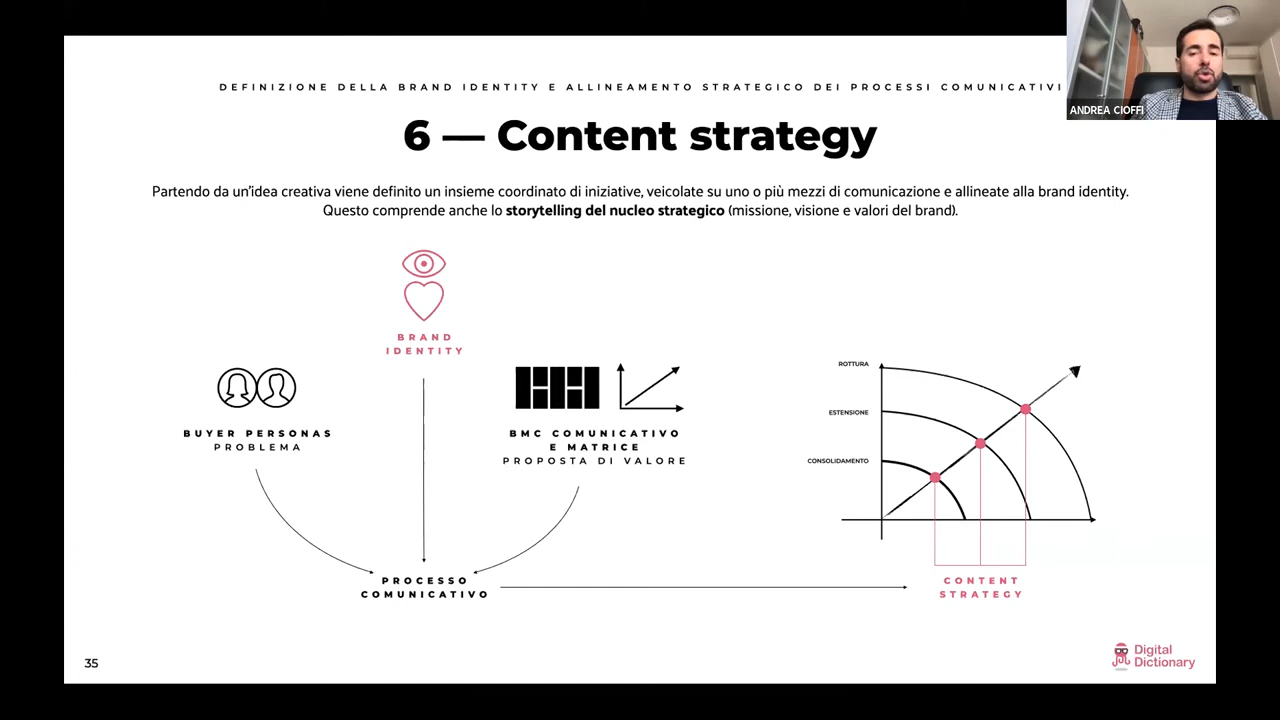 DEFINIZIONE DELLA BRAND IDENTITY E ALLINEAMENTO STRATEGICO DEI PROCESSI COMUNICATIVI
ANDREA CIOFFI
6 — Content strategy
Partendo da un'idea creativa viene definito un insieme coordinato di iniziative, veicolate su uno o più mezzi di comunicazione e allineate alla brand identity.
Questo comprende anche lo storytelling del nucleo strategico (missione, visione e valori del brand).
BRAND
IDENTITY
BUYER PERSONAS
PROBLEMA
BMC COMUNICATIVO
E MATRICE
PROPOSTA DI VALORE
ROTTURA
ESTENSIONE
CONSOLIDAMENTO
PROCESSO
COMUNICATIVO
CONTENT
STRATEGY
35
Digital
Dictionary